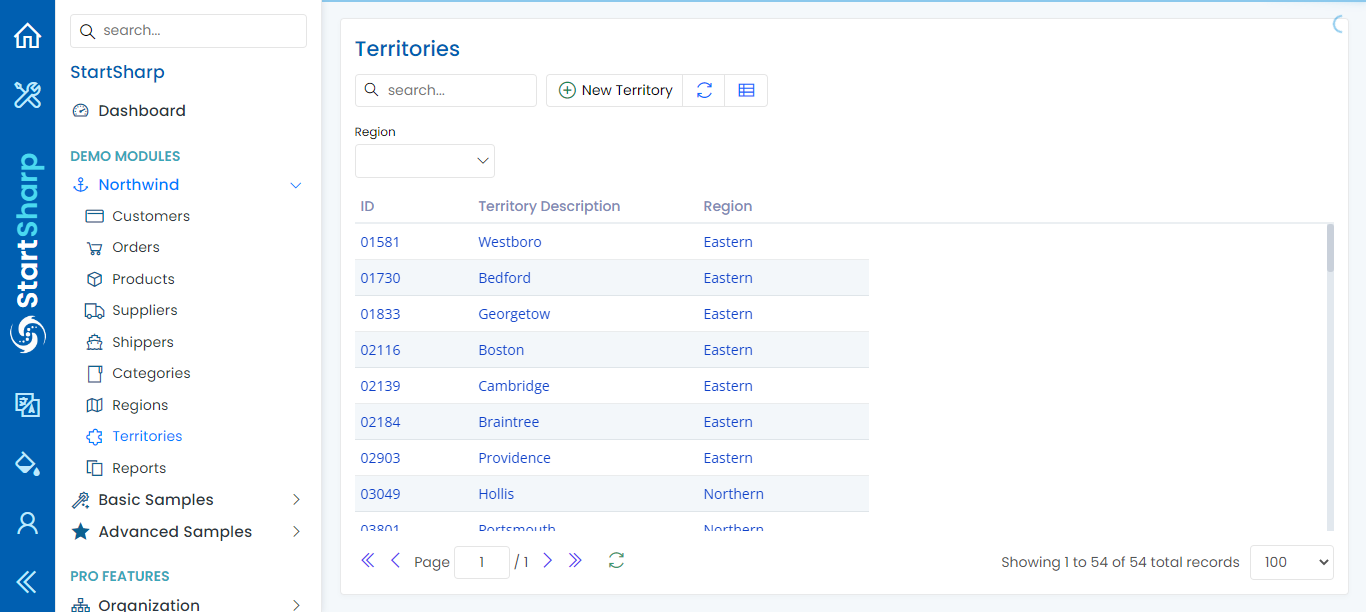 StartSharp
search...
StartSharp
Dashboard
DEMO MODULES
Northwind
Customers
Orders
Products
Suppliers
Shippers
Categories
Regions
Territories
Reports
Basic Samples
Advanced Samples
PRO FEATURES
Organization
Territories
search...
New Territory
Region
ID Territory Description Region
01581 Westboro Eastern
01730 Bedford Eastern
01833 Georgetow Eastern
02116 Boston Eastern
02139 Cambridge Eastern
02184 Braintree Eastern
02903 Providence Eastern
03049 Hollis Northern
03801 Portsmouth Northern
Page 1 / 1
Showing 1 to 54 of 54 total records 100